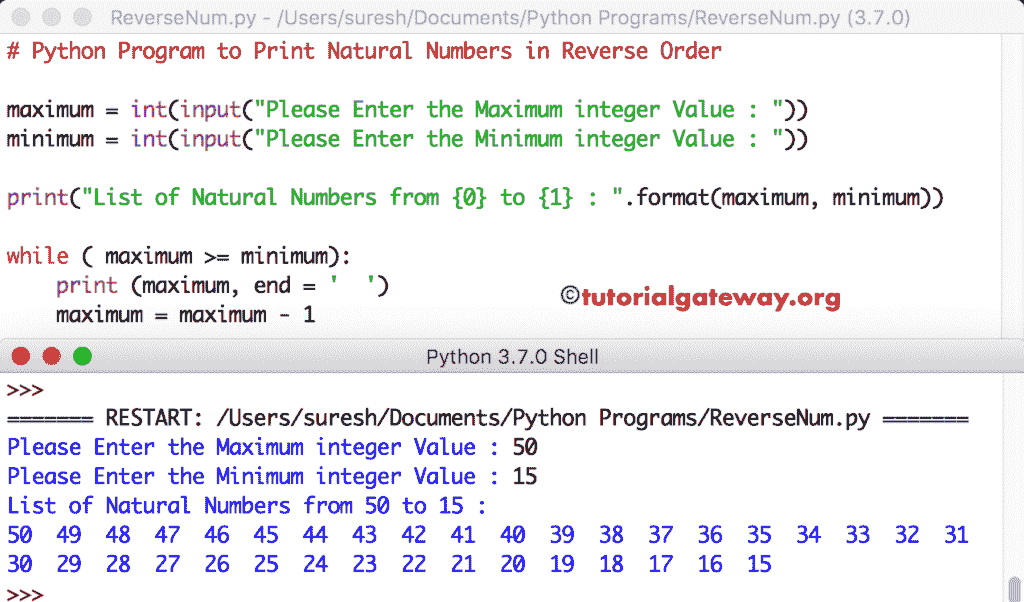 ReverseNum.py - /Users/suresh/Documents/Python Programs/ReverseNum.py (3.7.0)
# Python Program to Print Natural Numbers in Reverse Order
maximum = int(input("Please Enter the Maximum integer Value : "))
minimum = int(input("Please Enter the Minimum integer Value : "))
print("List of Natural Numbers from {0} to {1} : ".format(maximum, minimum))
while ( maximum >= minimum):
    print (maximum, end = '  ')
    maximum = maximum - 1
©tutorialgateway.org
Python 3.7.0 Shell
>>>
======= RESTART: /Users/suresh/Documents/Python Programs/ReverseNum.py =======
Please Enter the Maximum integer Value : 50
Please Enter the Minimum integer Value : 15
List of Natural Numbers from 50 to 15 :
50  49  48  47  46  45  44  43  42  41  40  39  38  37  36  35  34  33  32  31
30  29  28  27  26  25  24  23  22  21  20  19  18  17  16  15
>>>